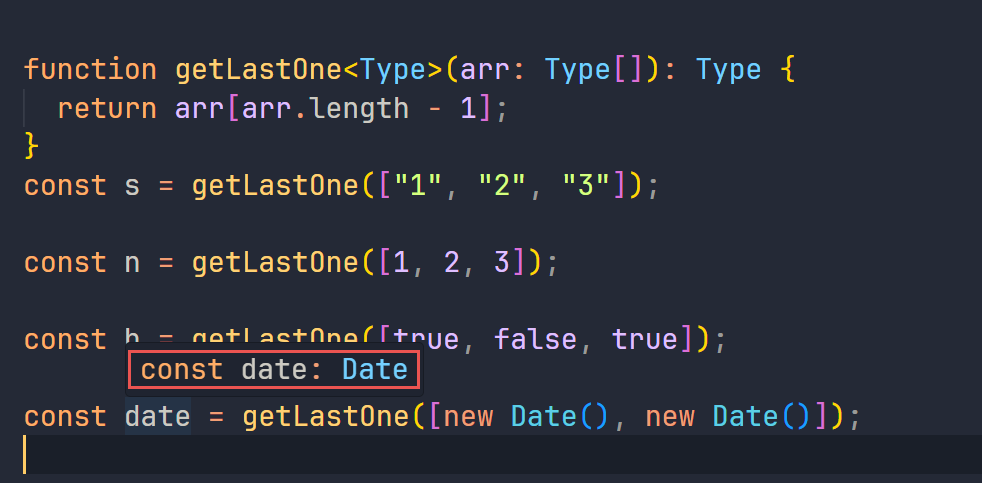 function getLastOne<Type>(arr: Type[]): Type {
  return arr[arr.length - 1];
}
const s = getLastOne(["1", "2", "3"]);
const n = getLastOne([1, 2, 3]);
const b = getLastOne([true, false, true]);
const date: Date
const date = getLastOne([new Date(), new Date()]);